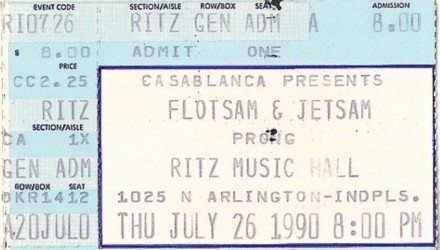 EVENT CODE SECTION/AISLE ROW/BOX SEAT ADMISSION
RI0726 RITZ GEN ADM A 8.00
$ 8.00 ADMIT ONE
CC2.25 CASABLANCA PRESENTS
RITZ FLOTSAM & JETSAM
SECTION/AISLE
CA 1X PRONG
GEN ADM RITZ MUSIC HALL
ROW/BOX SEAT
OKR1412 1025 N ARLINGTON-INDPLS.
A20JUL0 THU JULY 26 1990 8:00 PM